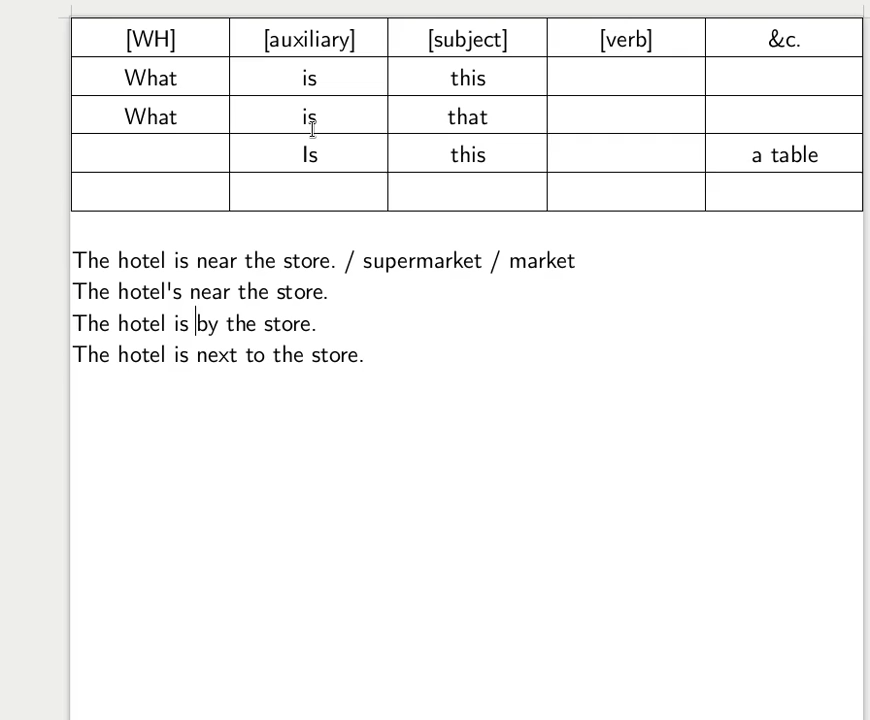 [WH] [auxiliary] [subject] [verb] &c.
What is this
What is that
Is this a table
The hotel is near the store. / supermarket / market
The hotel's near the store.
The hotel is by the store.
The hotel is next to the store.